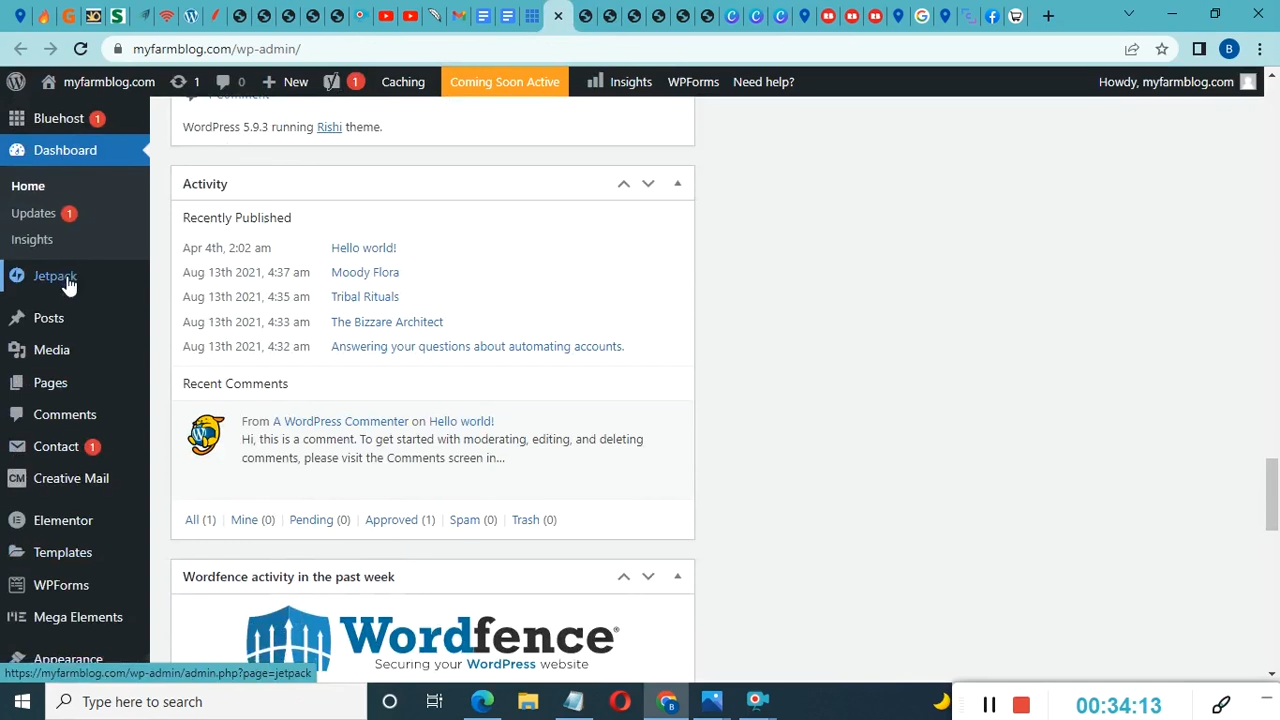 myfarmblog.com/wp-admin/
B
myfarmblog.com 1 0 New 1 Caching Coming Soon Active Insights WPForms Need help? Howdy, myfarmblog.com
Bluehost 1
Dashboard
Home
Updates 1
Insights
Jetpack
Posts
Media
Pages
Comments
Contact 1
CM Creative Mail
Elementor
Templates
WPForms
Mega Elements
Appearance
1 Comment
WordPress 5.9.3 running Rishi theme.
Activity
Recently Published
Apr 4th, 2:02 am Hello world!
Aug 13th 2021, 4:37 am Moody Flora
Aug 13th 2021, 4:35 am Tribal Rituals
Aug 13th 2021, 4:33 am The Bizzare Architect
Aug 13th 2021, 4:32 am Answering your questions about automating accounts.
Recent Comments
From A WordPress Commenter on Hello world!
Hi, this is a comment. To get started with moderating, editing, and deleting
comments, please visit the Comments screen in...
All (1) | Mine (0) | Pending (0) | Approved (1) | Spam (0) | Trash (0)
Wordfence activity in the past week
Wordfence®
Securing your WordPress website
https://myfarmblog.com/wp-admin/admin.php?page=jetpack
Type here to search
00:34:13